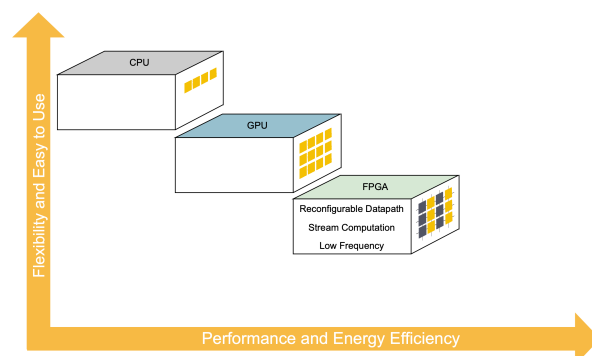 CPU
GPU
FPGA
Reconfigurable Datapath
Stream Computation
Low Frequency
Flexibility and Easy to Use
Performance and Energy Efficiency